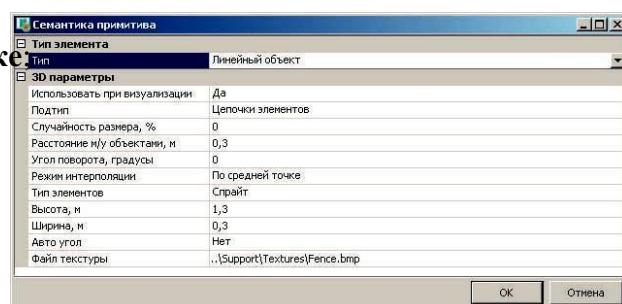 Семантика примитива
Тип элемента
ке;
Тип Линейный объект
3D параметры
Использовать при визуализации Да
Подтип Цепочки элементов
Случайность размера, % 0
Расстояние м/у объектами, м 0,3
Угол поворота, градусы 0
Режим интерполяции По средней точке
Тип элементов Спрайт
Высота, м 1,3
Ширина, м 0,3
Авто угол Нет
Файл текстуры ..\Support\Textures\Fence.bmp
OK Отмена